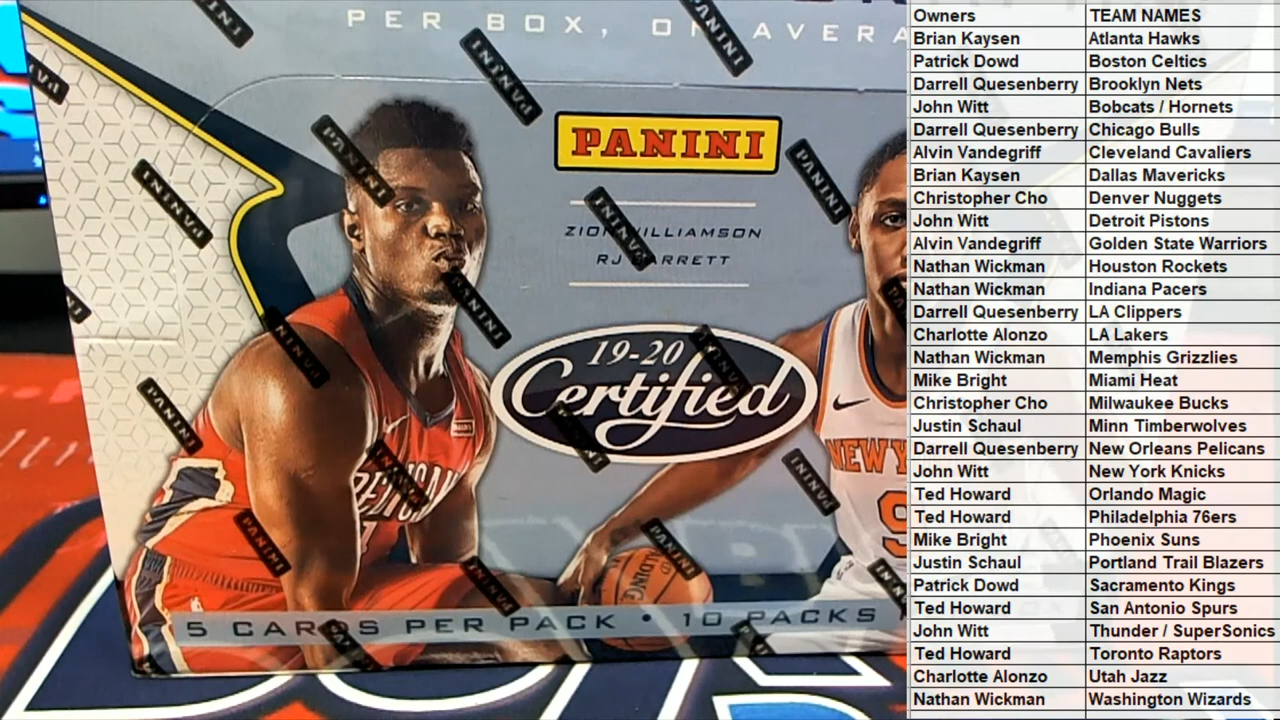 PER BOX, ON AVERA
PANINI
ZION WILLIAMSON
RJ BARRETT
19-20
Certified
NEW Y
SPALDING
5 CARDS PER PACK • 10 PACKS
Owners TEAM NAMES
Brian Kaysen Atlanta Hawks
Patrick Dowd Boston Celtics
Darrell Quesenberry Brooklyn Nets
John Witt Bobcats / Hornets
Darrell Quesenberry Chicago Bulls
Alvin Vandegriff Cleveland Cavaliers
Brian Kaysen Dallas Mavericks
Christopher Cho Denver Nuggets
John Witt Detroit Pistons
Alvin Vandegriff Golden State Warriors
Nathan Wickman Houston Rockets
Nathan Wickman Indiana Pacers
Darrell Quesenberry LA Clippers
Charlotte Alonzo LA Lakers
Nathan Wickman Memphis Grizzlies
Mike Bright Miami Heat
Christopher Cho Milwaukee Bucks
Justin Schaul Minn Timberwolves
Darrell Quesenberry New Orleans Pelicans
John Witt New York Knicks
Ted Howard Orlando Magic
Ted Howard Philadelphia 76ers
Mike Bright Phoenix Suns
Justin Schaul Portland Trail Blazers
Patrick Dowd Sacramento Kings
Ted Howard San Antonio Spurs
John Witt Thunder / SuperSonics
Ted Howard Toronto Raptors
Charlotte Alonzo Utah Jazz
Nathan Wickman Washington Wizards